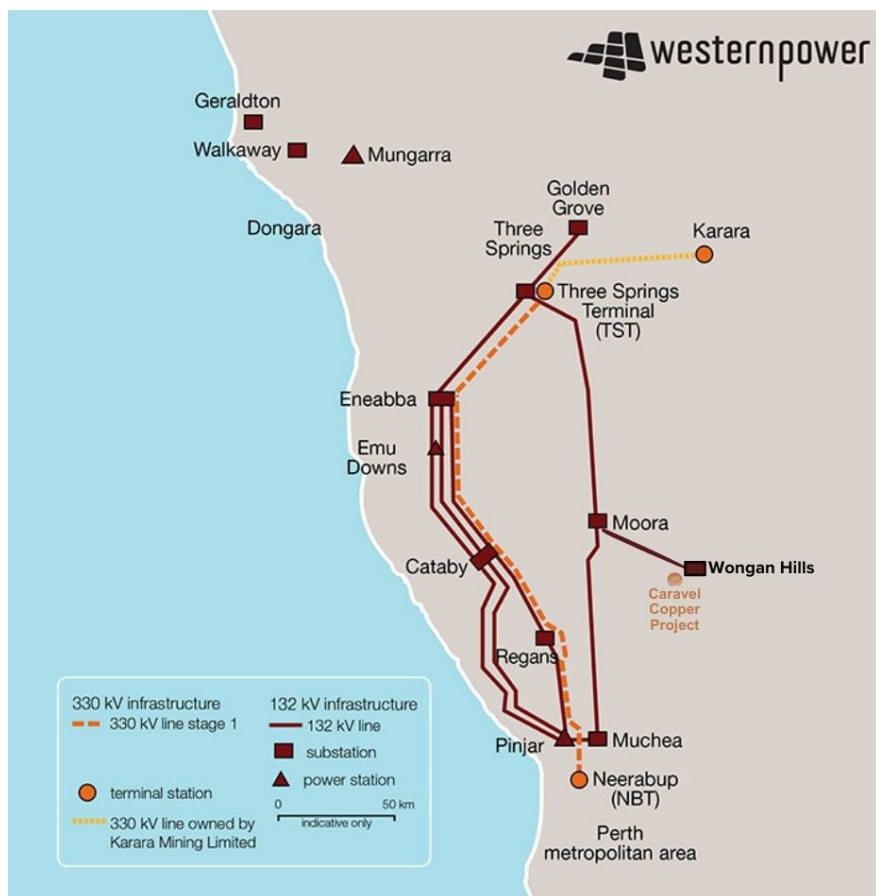 westernpower
Geraldton
Walkaway
Mungarra
Dongara
Golden
Grove
Three
Springs
Karara
Three Springs
Terminal
(TST)
Eneabba
Emu
Downs
Moora
Cataby
Wongan Hills
Caravel
Copper
Project
Regans
Pinjar
Muchea
Neerabup
(NBT)
Perth
metropolitan area
330 kV infrastructure
330 kV line stage 1
terminal station
330 kV line owned by
Karara Mining Limited
132 kV infrastructure
132 kV line
substation
power station
0 50 km
indicative only